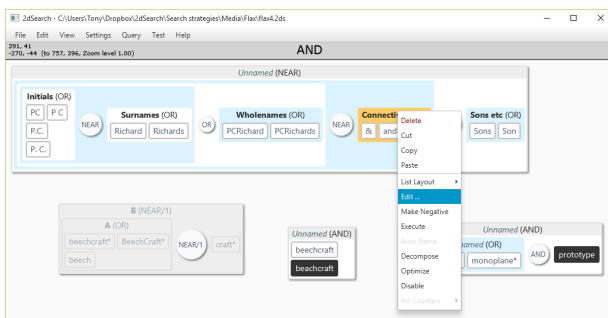 2dSearch - C:\Users\Tony\Dropbox\2dSearch\Search strategies\Media\Flax\flax4.2ds
File Edit View Settings Query Test Help
391, 41
-270, -44 (to 757, 396, Zoom level 1.00)
AND
Unnamed (NEAR)
Initials (OR)
PC P C
P.C.
P. C.
NEAR
Surnames (OR)
Richard Richards
OR
Wholenames (OR)
PCRichard PCRichards
NEAR
& and
Sons etc (OR)
Sons Son
Delete
Cut
Copy
Paste
List Layout
Edit ...
Make Negative
Execute
Auto Name
Decompose
Optimize
Disable
Hit Counters
B (NEAR/1)
A (OR)
beechcraft* BeechCraft*
beech
NEAR/1
craft*
Unnamed (AND)
beechcraft
beachcraft
Unnamed (AND)
(OR)
monoplane*
AND
prototype